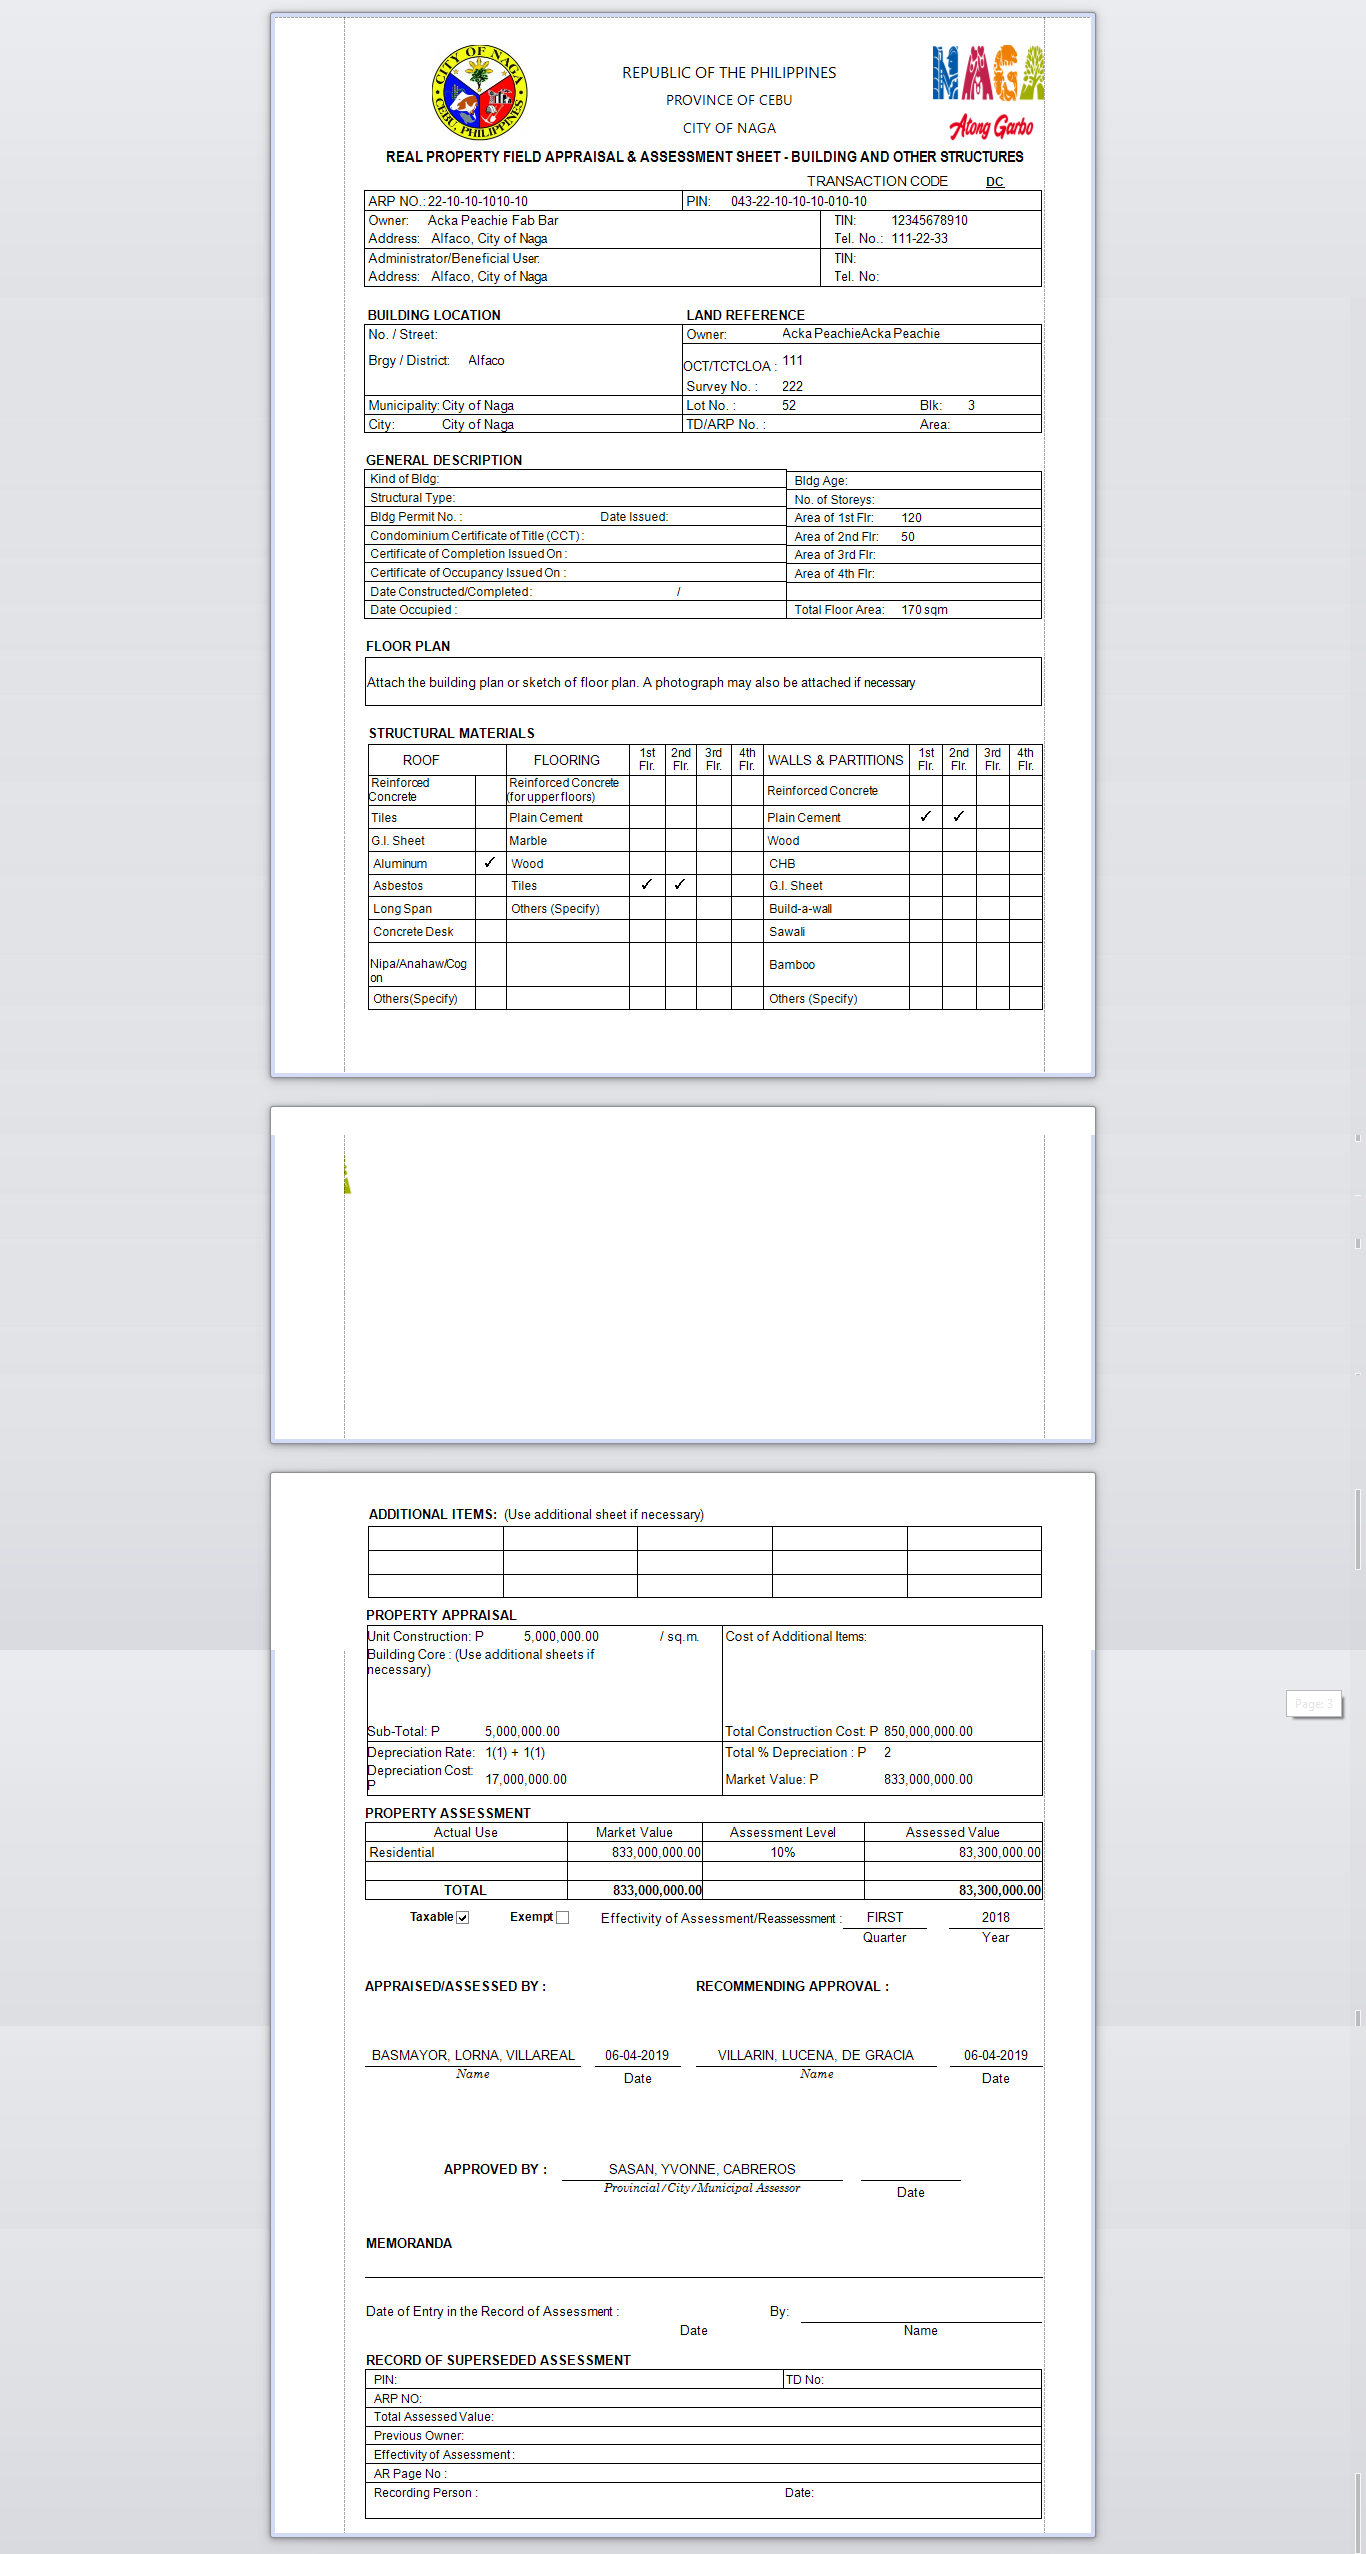 CITY OF NAGA
CEBU, PHILIPPINES
REPUBLIC OF THE PHILIPPINES
PROVINCE OF CEBU
CITY OF NAGA
NAGA
Atong Garbo
REAL PROPERTY FIELD APPRAISAL & ASSESSMENT SHEET - BUILDING AND OTHER STRUCTURES
TRANSACTION CODE DC
ARP NO.: 22-10-10-1010-10 PIN: 043-22-10-10-10-010-10
Owner: Acka Peachie Fab Bar TIN: 12345678910
Address: Alfaco, City of Naga Tel. No.: 111-22-33
Administrator/Beneficial User: TIN:
Address: Alfaco, City of Naga Tel. No:
BUILDING LOCATION LAND REFERENCE
No. / Street: Owner: Acka PeachieAcka Peachie
Brgy / District: Alfaco OCT/TCTCLOA : 111
Survey No. : 222
Municipality: City of Naga Lot No. : 52 Blk: 3
City: City of Naga TD/ARP No. : Area:
GENERAL DESCRIPTION
Kind of Bldg: Bldg Age:
Structural Type: No. of Storeys:
Bldg Permit No. : Date Issued: Area of 1st Flr: 120
Condominium Certificate of Title (CCT) : Area of 2nd Flr: 50
Certificate of Completion Issued On : Area of 3rd Flr:
Certificate of Occupancy Issued On : Area of 4th Flr:
Date Constructed/Completed: /
Date Occupied : Total Floor Area: 170 sqm
FLOOR PLAN
Attach the building plan or sketch of floor plan. A photograph may also be attached if necessary
STRUCTURAL MATERIALS
ROOF FLOORING 1st Flr. 2nd Flr. 3rd Flr. 4th Flr. WALLS & PARTITIONS 1st Flr. 2nd Flr. 3rd Flr. 4th Flr.
Reinforced Concrete Reinforced Concrete (for upper floors) Reinforced Concrete
Tiles Plain Cement Plain Cement ✓ ✓
G.I. Sheet Marble Wood
Aluminum ✓ Wood CHB
Asbestos Tiles ✓ ✓ G.I. Sheet
Long Span Others (Specify) Build-a-wall
Concrete Desk Sawali
Nipa/Anahaw/Cogon Bamboo
Others(Specify) Others (Specify)
ADDITIONAL ITEMS: (Use additional sheet if necessary)
PROPERTY APPRAISAL
Unit Construction: P 5,000,000.00 / sq.m. Cost of Additional Items:
Building Core : (Use additional sheets if
necessary)
Sub-Total: P 5,000,000.00 Total Construction Cost: P 850,000,000.00
Depreciation Rate: 1(1) + 1(1) Total % Depreciation : P 2
Depreciation Cost: P 17,000,000.00 Market Value: P 833,000,000.00
PROPERTY ASSESSMENT
Actual Use Market Value Assessment Level Assessed Value
Residential 833,000,000.00 10% 83,300,000.00
TOTAL 833,000,000.00 83,300,000.00
Taxable Exempt Effectivity of Assessment/Reassessment : FIRST 2018
Quarter Year
APPRAISED/ASSESSED BY : RECOMMENDING APPROVAL :
BASMAYOR, LORNA, VILLAREAL 06-04-2019 VILLARIN, LUCENA, DE GRACIA 06-04-2019
Name Date Name Date
APPROVED BY : SASAN, YVONNE, CABREROS
Provincial/City/Municipal Assessor Date
MEMORANDA
Date of Entry in the Record of Assessment : By:
Date Name
RECORD OF SUPERSEDED ASSESSMENT
PIN: TD No:
ARP NO:
Total Assessed Value:
Previous Owner:
Effectivity of Assessment :
AR Page No :
Recording Person : Date:
Page: 3